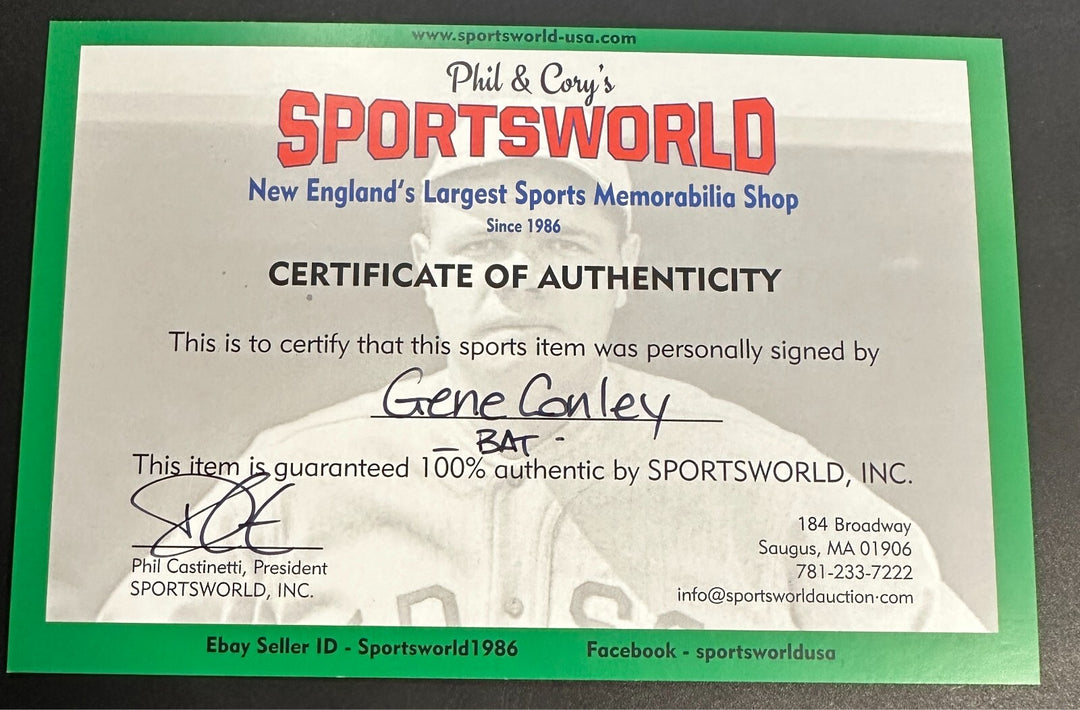 www.sportsworld-usa.com
Phil & Cory's
SPORTSWORLD
New England's Largest Sports Memorabilia Shop
Since 1986
CERTIFICATE OF AUTHENTICITY
This is to certify that this sports item was personally signed by
Gene Conley
- BAT -
This item is guaranteed 100% authentic by SPORTSWORLD, INC.
Phil Castinetti, President
SPORTSWORLD, INC.
184 Broadway
Saugus, MA 01906
781-233-7222
info@sportsworldauction.com
Ebay Seller ID - Sportsworld1986
Facebook - sportsworldusa